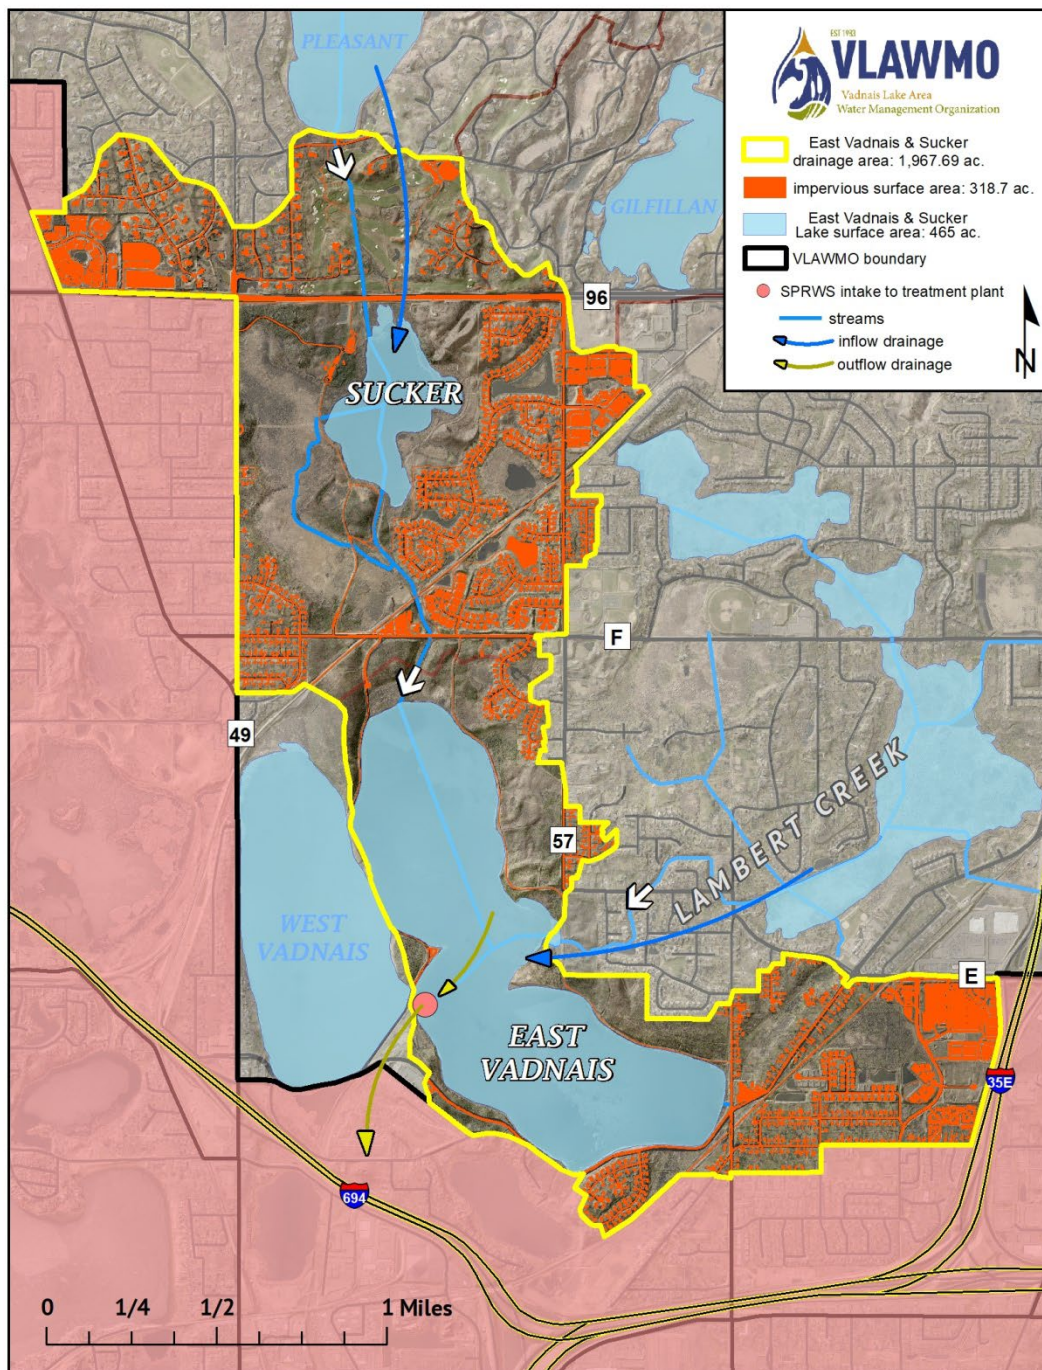 PLEASANT
EST 1983
VLAWMO
Vadnais Lake Area
Water Management Organization
East Vadnais & Sucker
drainage area: 1,967.69 ac.
impervious surface area: 318.7 ac.
East Vadnais & Sucker
Lake surface area: 465 ac.
VLAWMO boundary
SPRWS intake to treatment plant
streams
inflow drainage
outflow drainage
N
GILFILLAN
96
SUCKER
F
49
57
LAMBERT CREEK
WEST
VADNAIS
E
EAST
VADNAIS
35E
694
0 1/4 1/2 1 Miles